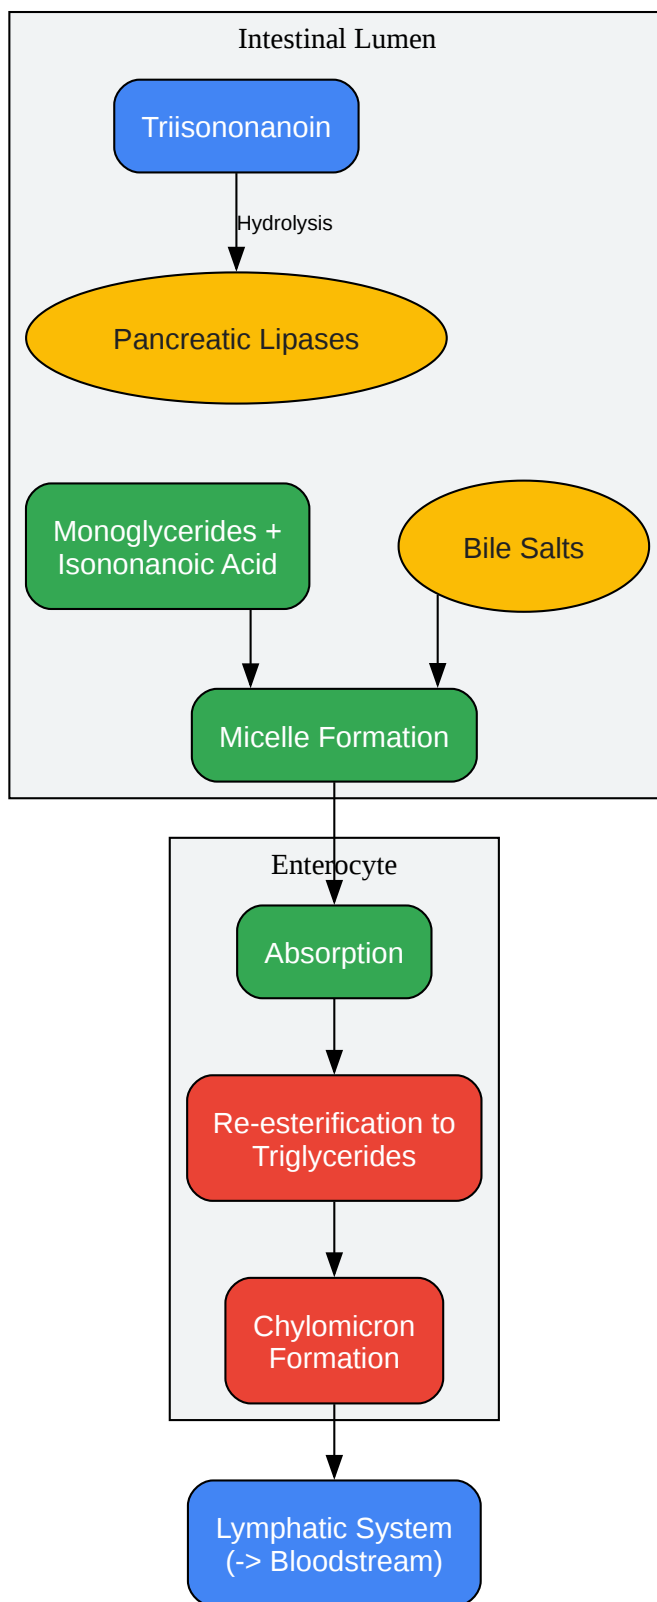 Intestinal Lumen
Triisononanoin
Hydrolysis
Pancreatic Lipases
Monoglycerides +
Isononanoic Acid
Bile Salts
Micelle Formation
Enterocyte
Absorption
Re-esterification to
Triglycerides
Chylomicron
Formation
Lymphatic System
(-> Bloodstream)